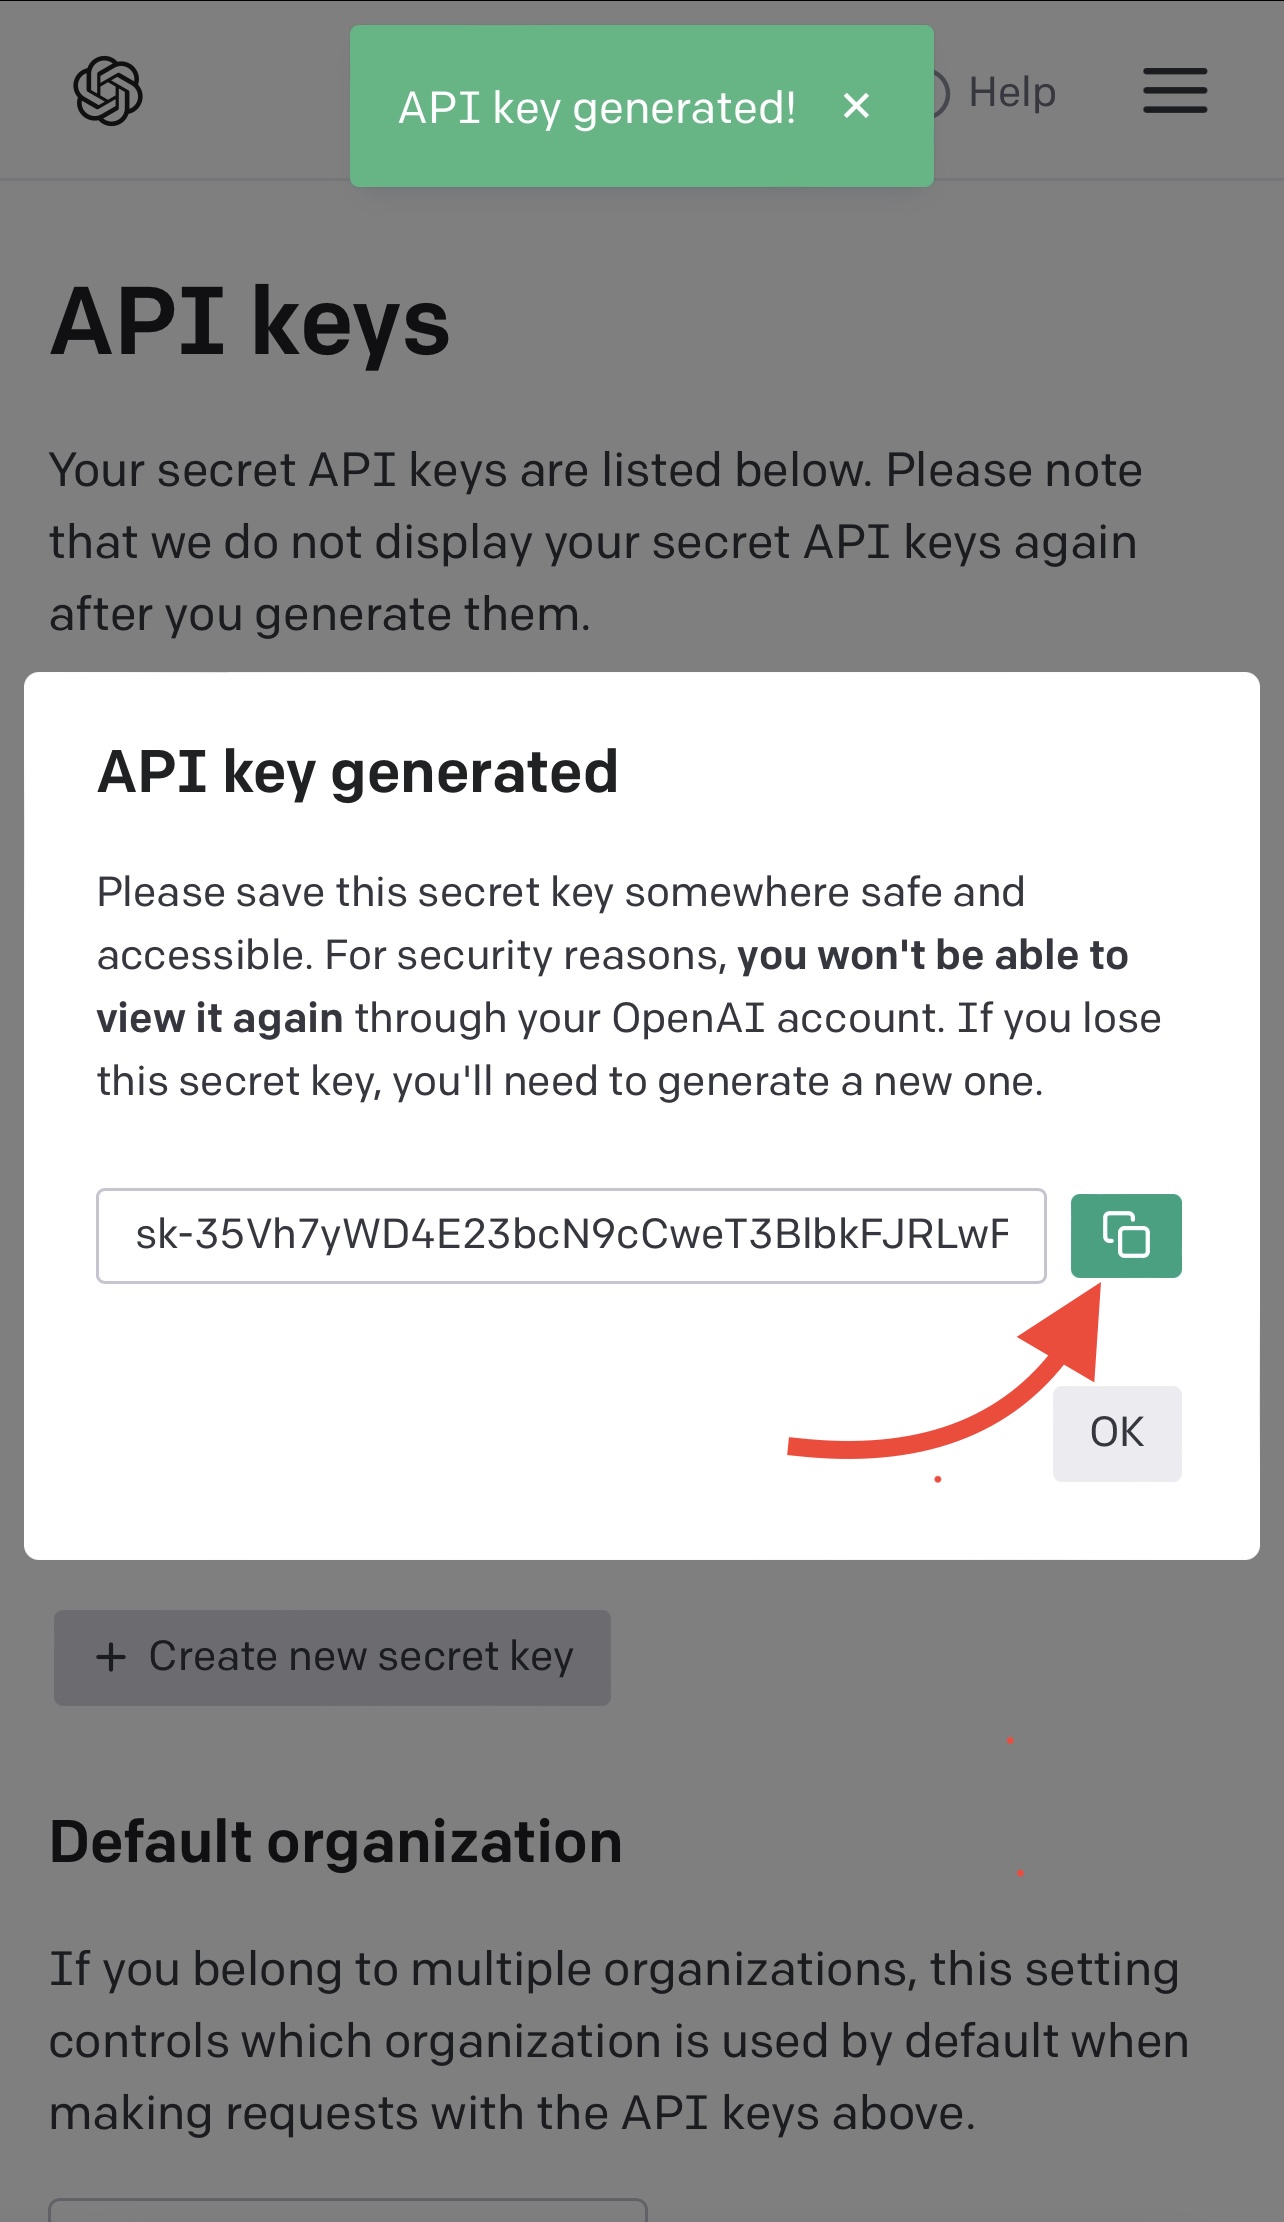 API key generated!
Help
API keys
Your secret API keys are listed below. Please note
that we do not display your secret API keys again
after you generate them.
API key generated
Please save this secret key somewhere safe and
accessible. For security reasons, you won't be able to
view it again through your OpenAI account. If you lose
this secret key, you'll need to generate a new one.
sk-35Vh7yWD4E23bcN9cCweT3BlbkFJRLwF
OK
+ Create new secret key
Default organization
If you belong to multiple organizations, this setting
controls which organization is used by default when
making requests with the API keys above.